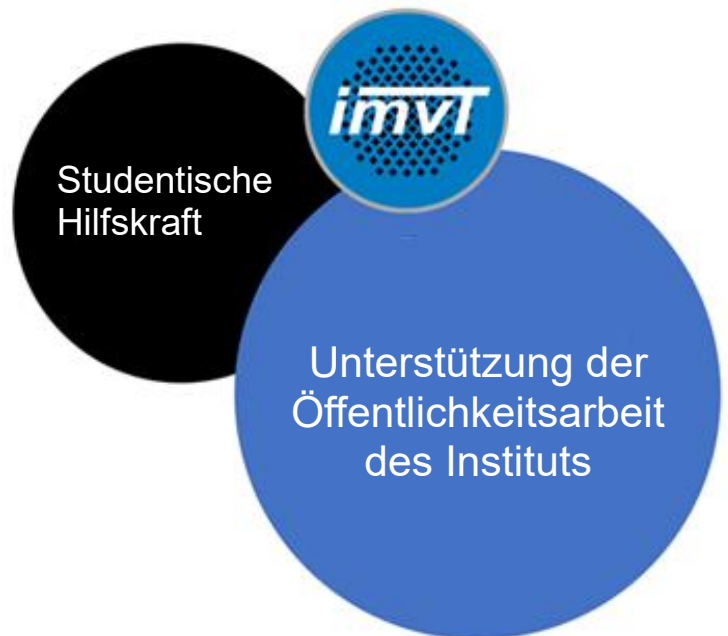 imvT
Studentische
Hilfskraft
Unterstützung der
Öffentlichkeitsarbeit
des Instituts